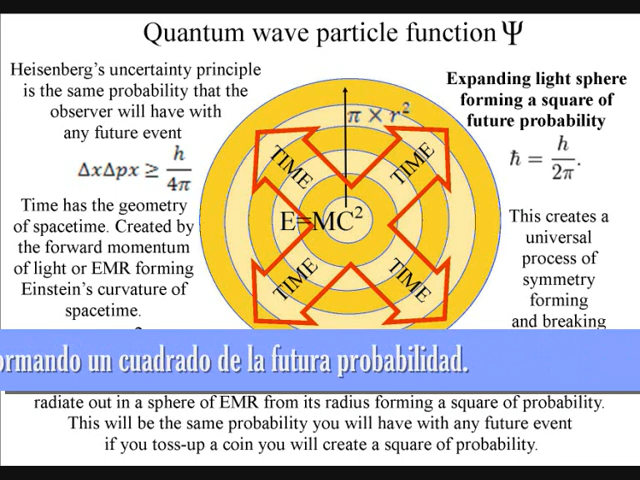 Quantum wave particle function Ψ
Heisenberg's uncertainty principle
is the same probability that the
observer will have with
any future event
ΔxΔpx ≥ h/4π
Time has the geometry
of spacetime. Created by
the forward momentum
of light or EMR forming
Einstein's curvature of
spacetime.
π × r²
TIME
TIME
E=MC²
TIME
TIME
Expanding light sphere
forming a square of
future probability
ħ = h/2π.
This creates a
universal
process of
symmetry
forming
and breaking
ormando un cuadrado de la futura probabilidad.
radiate out in a sphere of EMR from its radius forming a square of probability.
This will be the same probability you will have with any future event
if you toss-up a coin you will create a square of probability.